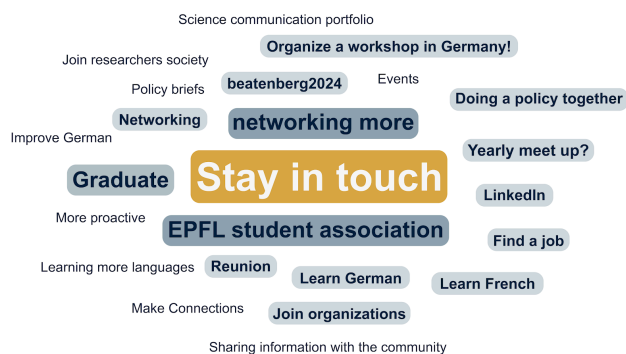 Science communication portfolio
Organize a workshop in Germany!
Join researchers society
Events
beatenberg2024
Policy briefs
Doing a policy together
Networking
networking more
Improve German
Yearly meet up?
Stay in touch
Graduate
LinkedIn
More proactive
EPFL student association
Find a job
Learning more languages
Reunion
Learn German
Learn French
Make Connections
Join organizations
Sharing information with the community